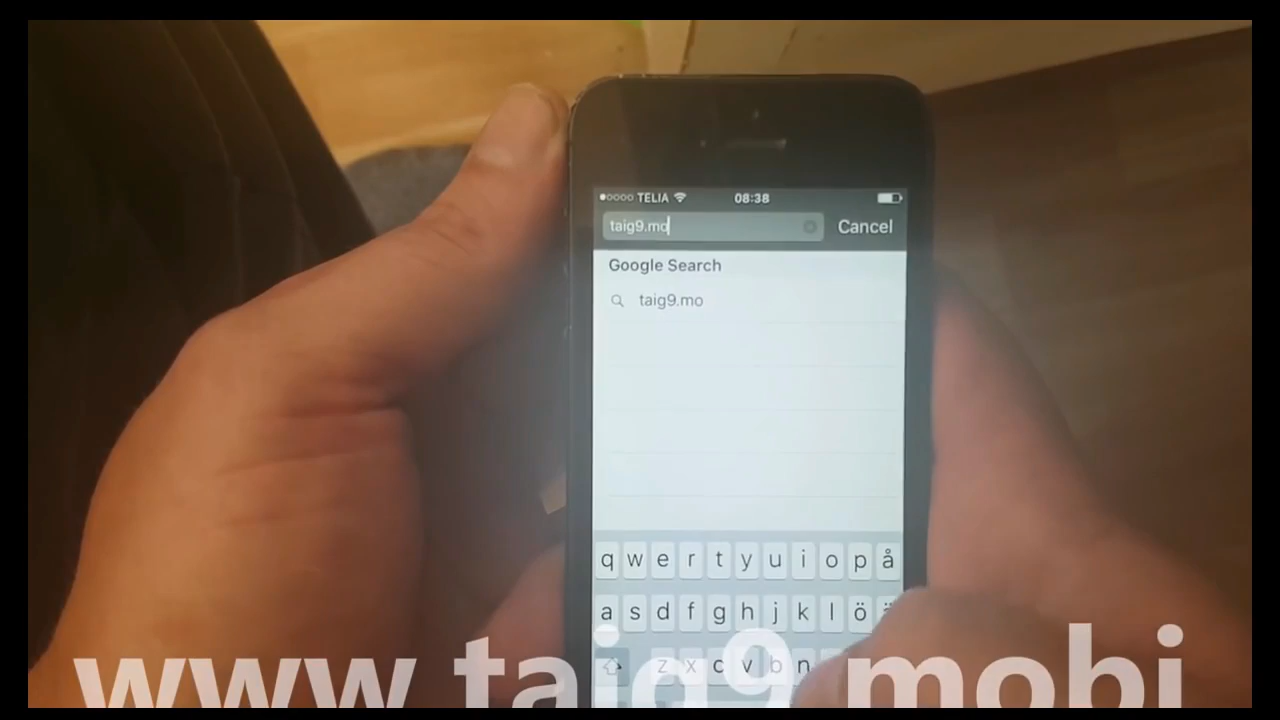 TELIA 08:38
taig9.mo Cancel
Google Search
taig9.mo
q w e r t y u i o p å
a s d f g h j k l ö ä
z x c v b n
www.taig9.mobi